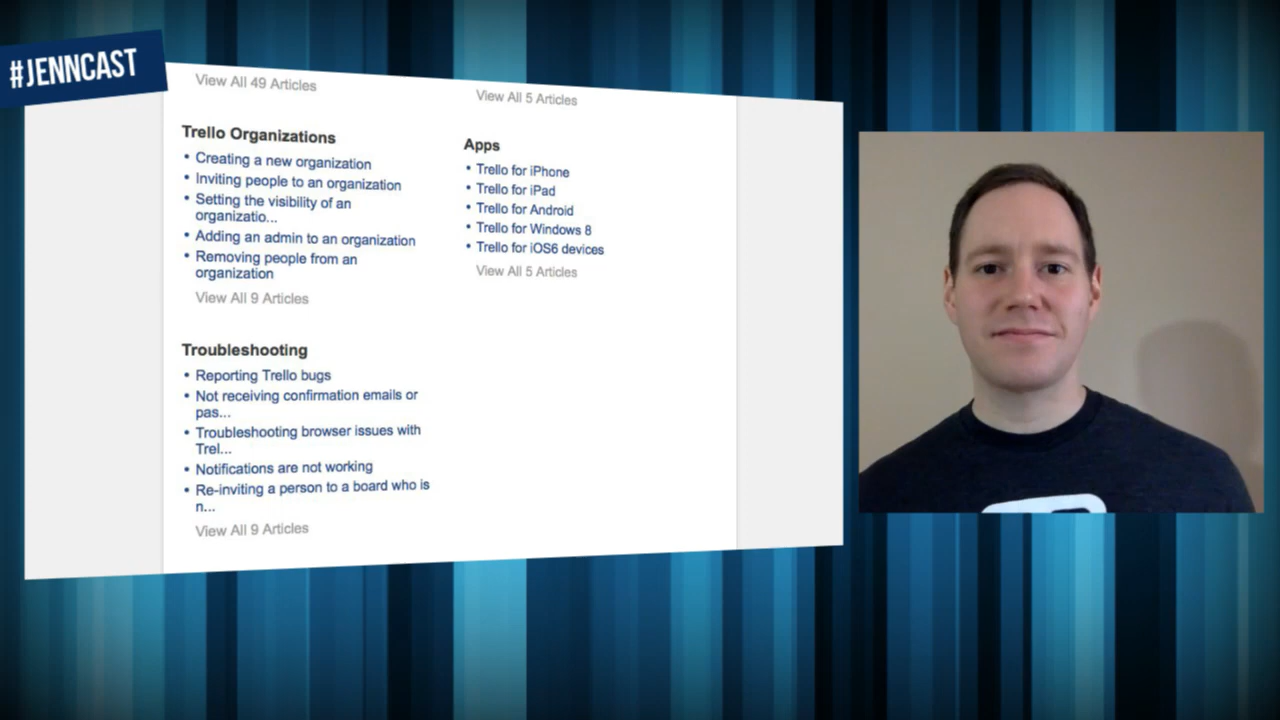 #JENNCAST
View All 49 Articles
View All 5 Articles
Trello Organizations
• Creating a new organization
• Inviting people to an organization
• Setting the visibility of an
organizatio...
• Adding an admin to an organization
• Removing people from an
organization
View All 9 Articles
Apps
• Trello for iPhone
• Trello for iPad
• Trello for Android
• Trello for Windows 8
• Trello for iOS6 devices
View All 5 Articles
Troubleshooting
• Reporting Trello bugs
• Not receiving confirmation emails or
pas...
• Troubleshooting browser issues with
Trel...
• Notifications are not working
• Re-inviting a person to a board who is
n...
View All 9 Articles